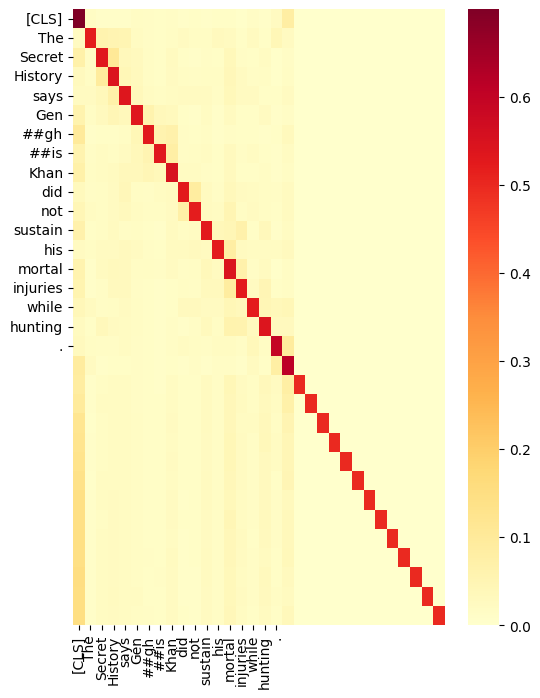 [CLS]
The
Secret
History
says
Gen
##gh
##is
Khan
did
not
sustain
his
mortal
injuries
while
hunting
.
0.6
0.5
0.4
0.3
0.2
0.1
0.0
[CLS]
The
Secret
History
says
Gen
##gh
##is
Khan
did
not
sustain
his
mortal
injuries
while
hunting
.